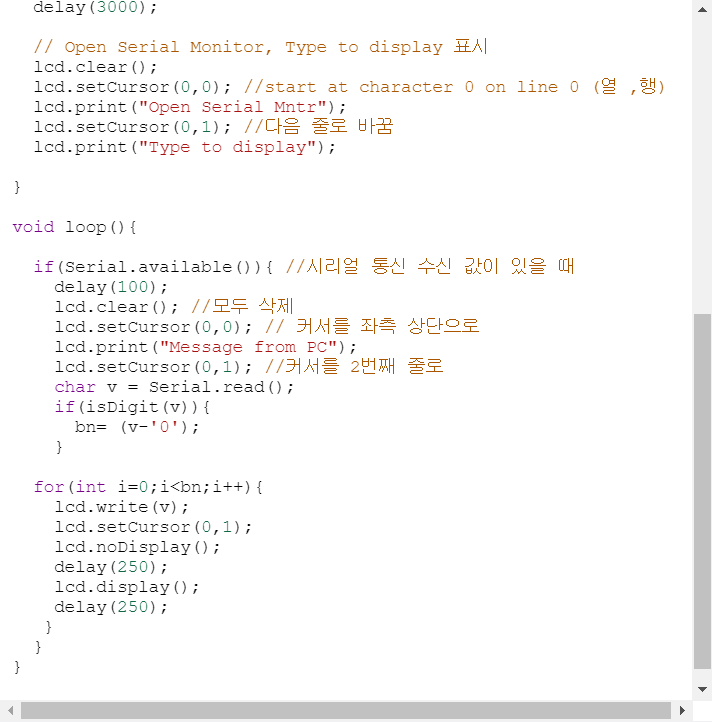 delay(3000);
// Open Serial Monitor, Type to display 표시
lcd.clear();
lcd.setCursor(0,0); //start at character 0 on line 0 (열 ,행)
lcd.print("Open Serial Mntr");
lcd.setCursor(0,1); //다음 줄로 바꿈
lcd.print("Type to display");
}
void loop(){
if(Serial.available()){ //시리얼 통신 수신 값이 있을 때
delay(100);
lcd.clear(); //모두 삭제
lcd.setCursor(0,0); // 커서를 좌측 상단으로
lcd.print("Message from PC");
lcd.setCursor(0,1); //커서를 2번째 줄로
char v = Serial.read();
if(isDigit(v)){
bn= (v-'0');
}
for(int i=0;i<bn;i++){
lcd.write(v);
lcd.setCursor(0,1);
lcd.noDisplay();
delay(250);
lcd.display();
delay(250);
}
}
}